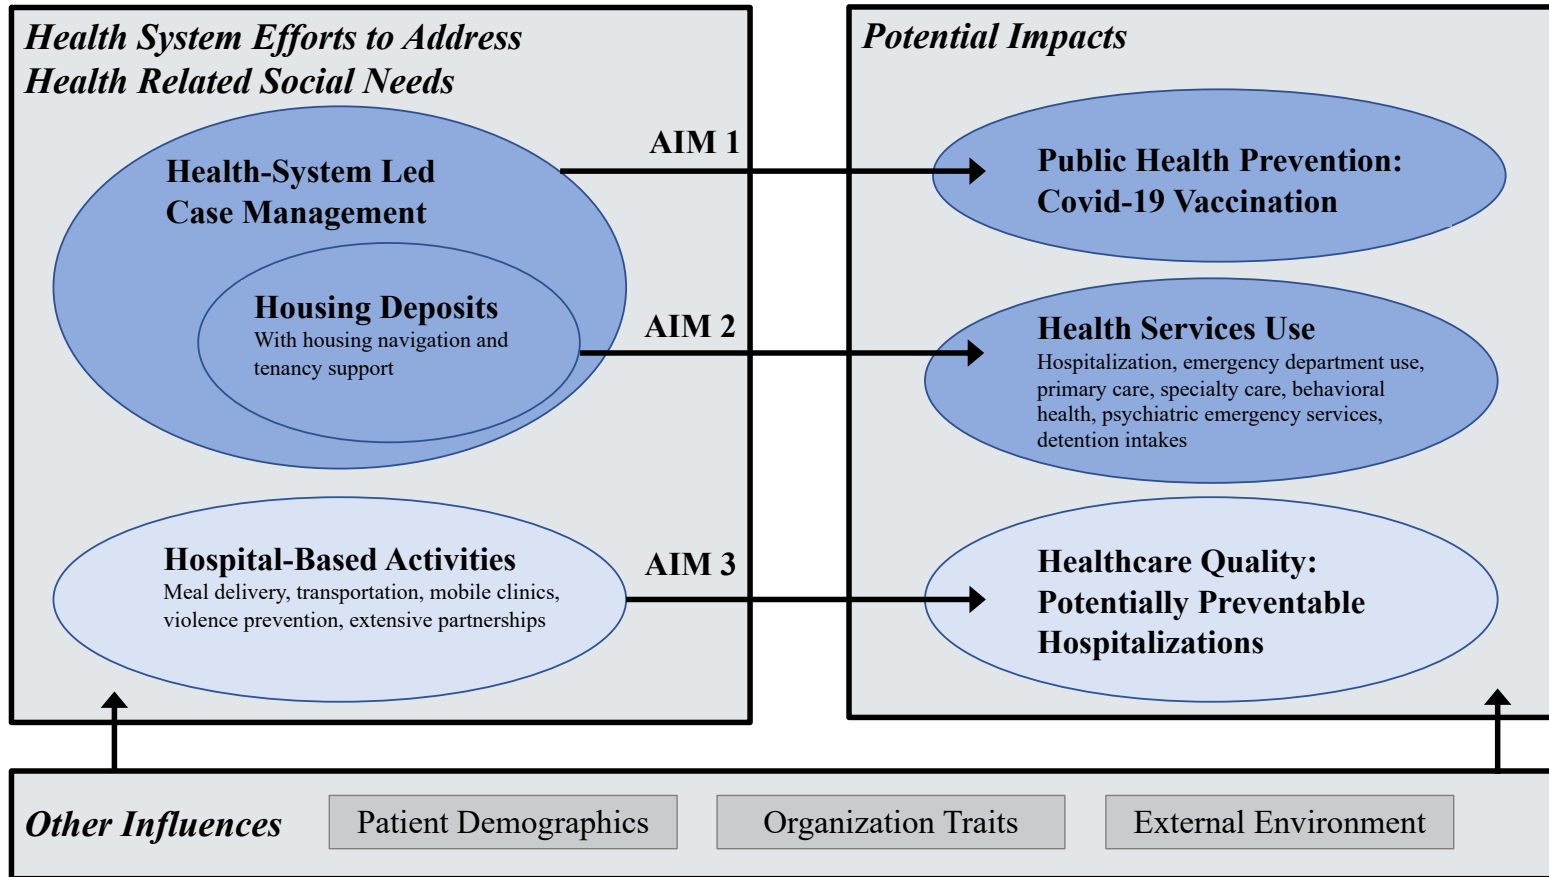 Health System Efforts to Address
Health Related Social Needs
Health-System Led
Case Management
Housing Deposits
With housing navigation and
tenancy support
Hospital-Based Activities
Meal delivery, transportation, mobile clinics,
violence prevention, extensive partnerships
AIM 1
AIM 2
AIM 3
Potential Impacts
Public Health Prevention:
Covid-19 Vaccination
Health Services Use
Hospitalization, emergency department use,
primary care, specialty care, behavioral
health, psychiatric emergency services,
detention intakes
Healthcare Quality:
Potentially Preventable
Hospitalizations
Other Influences
Patient Demographics
Organization Traits
External Environment